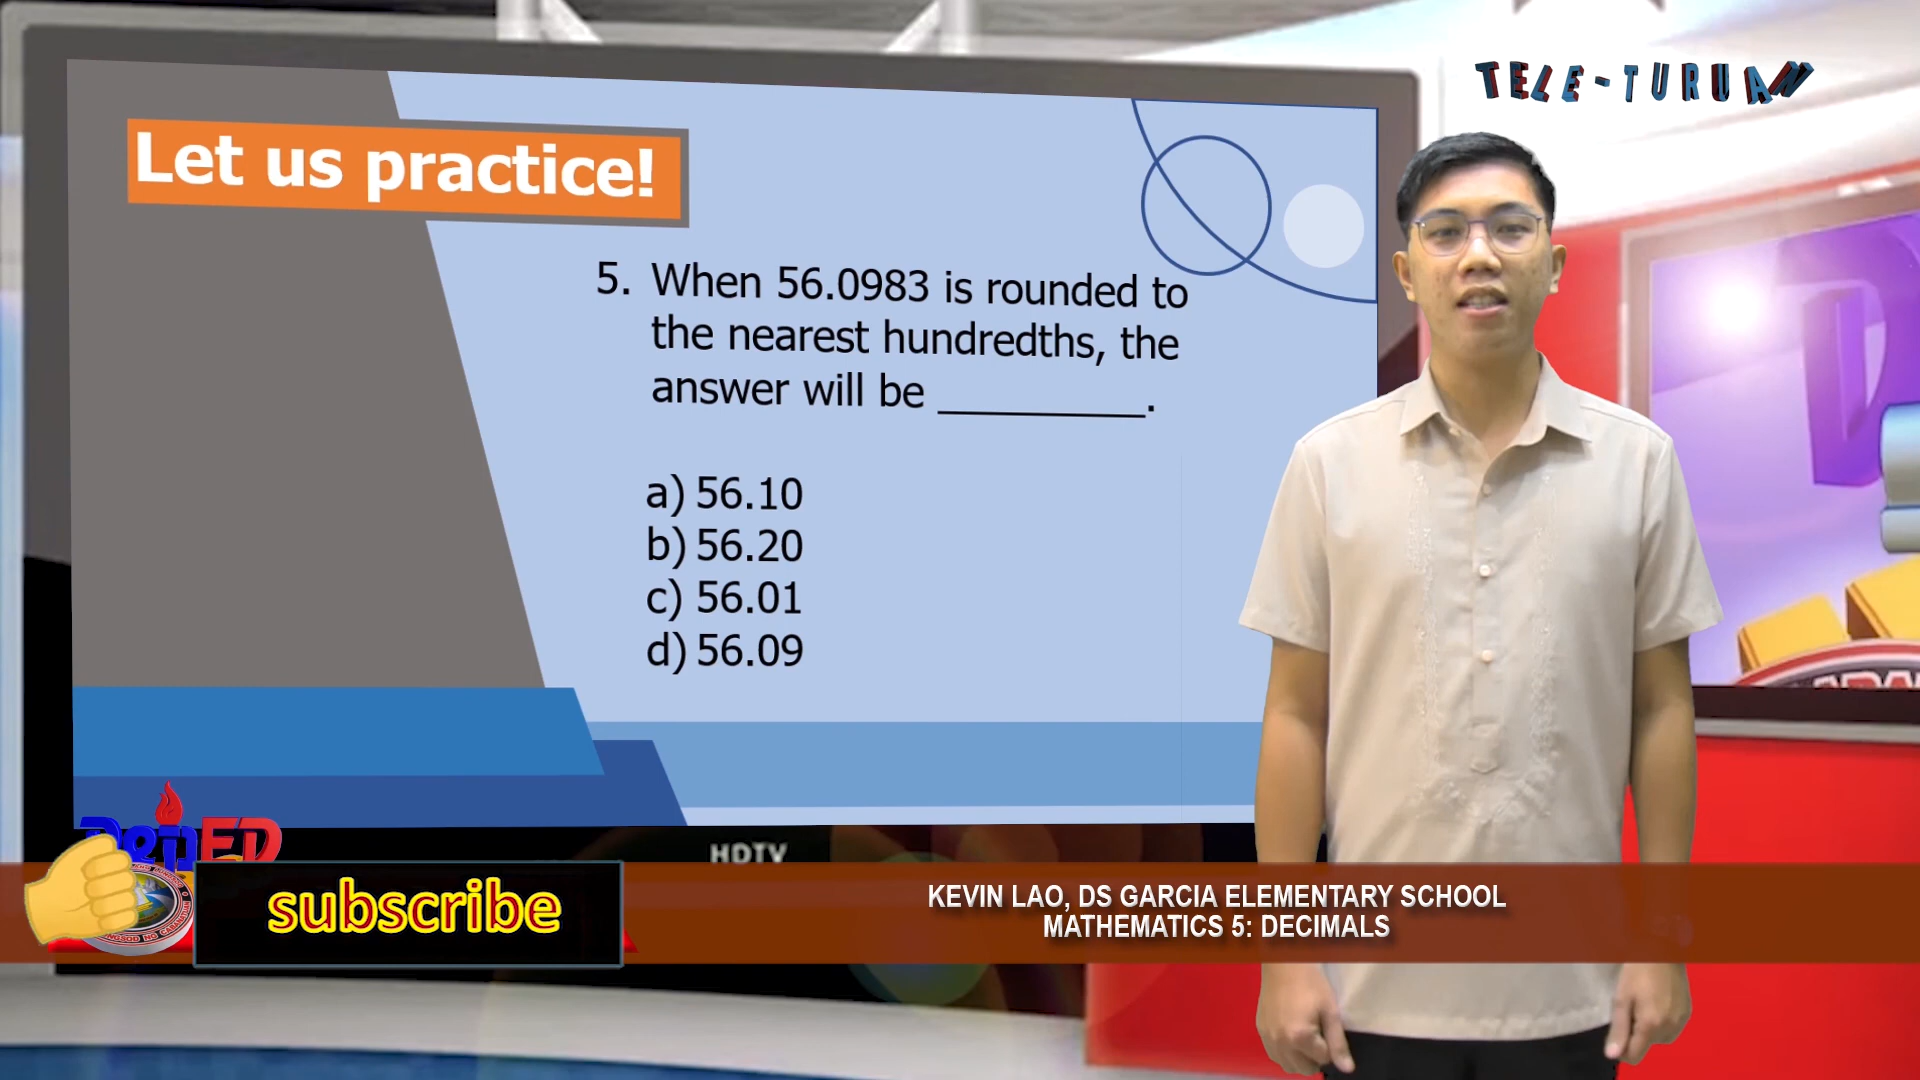 TELE-TURUAN
Let us practice!
5. When 56.0983 is rounded to
the nearest hundredths, the
answer will be __________.
a) 56.10
b) 56.20
c) 56.01
d) 56.09
DepED
HDTV
subscribe
KEVIN LAO, DS GARCIA ELEMENTARY SCHOOL
MATHEMATICS 5: DECIMALS